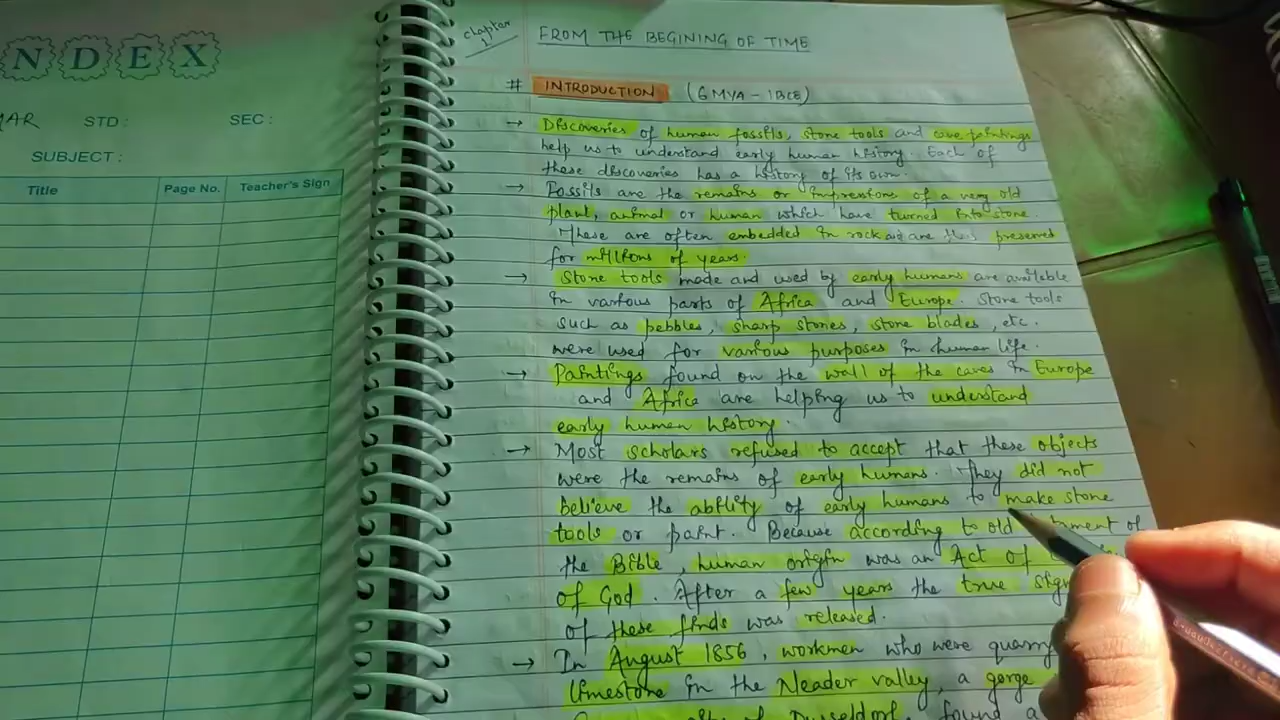 INDEX
MAR STD : SEC :
SUBJECT :
Title Page No. Teacher's Sign
Chapter 1
FROM THE BEGINING OF TIME
# INTRODUCTION (6 MYA - 1BCE)
→ Discoveries of human fossils, stone tools and cave paintings
help us to understand early human history. Each of
these discoveries has a history of its own.
→ Fossils are the remains or impressions of a very old
plant, animal or human which have turned into stone.
These are often embedded in rock and are thus preserved
for millions of years.
→ Stone tools made and used by early humans are available
in various parts of Africa and Europe. Stone tools
such as pebbles, sharp stones, stone blades, etc.
were used for various purposes in human life.
→ Paintings found on the wall of the caves in Europe
and Africa are helping us to understand
early human history.
→ Most scholars refused to accept that these objects
were the remains of early humans. They did not
believe the ability of early humans to make stone
tools or paint. Because according to old of
the Bible, human origin was an Act of
of God. After a few years the true
of these finds was released.
→ In August 1856, workmen who were
limestone in the Neader valley, a gorge
Dusseldorf, found a